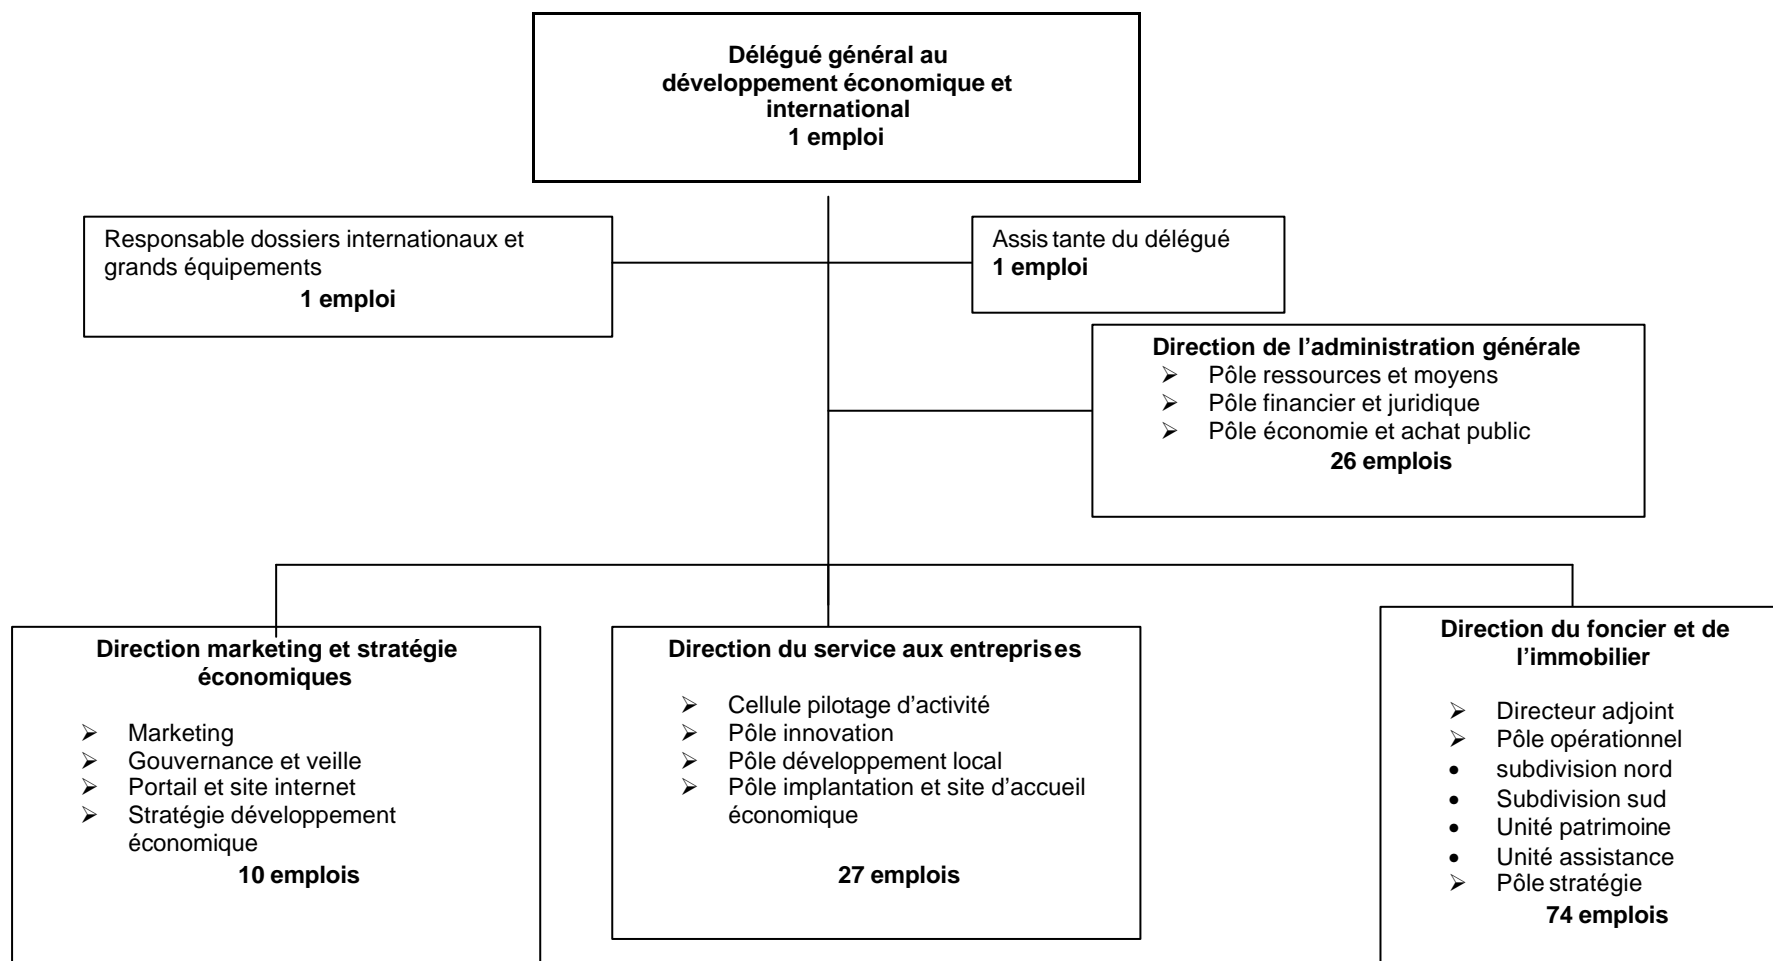 Délégué général au
développement économique et
international
1 emploi
Responsable dossiers internationaux et
grands équipements
1 emploi
Assis tante du délégué
1 emploi
Direction de l’administration générale
➢ Pôle ressources et moyens
➢ Pôle financier et juridique
➢ Pôle économie et achat public
26 emplois
Direction marketing et stratégie
économiques
➢ Marketing
➢ Gouvernance et veille
➢ Portail et site internet
➢ Stratégie développement
économique
10 emplois
Direction du service aux entreprises
➢ Cellule pilotage d’activité
➢ Pôle innovation
➢ Pôle développement local
➢ Pôle implantation et site d’accueil
économique
27 emplois
Direction du foncier et de
l’immobilier
➢ Directeur adjoint
➢ Pôle opérationnel
• subdivision nord
• Subdivision sud
• Unité patrimoine
• Unité assistance
➢ Pôle stratégie
74 emplois